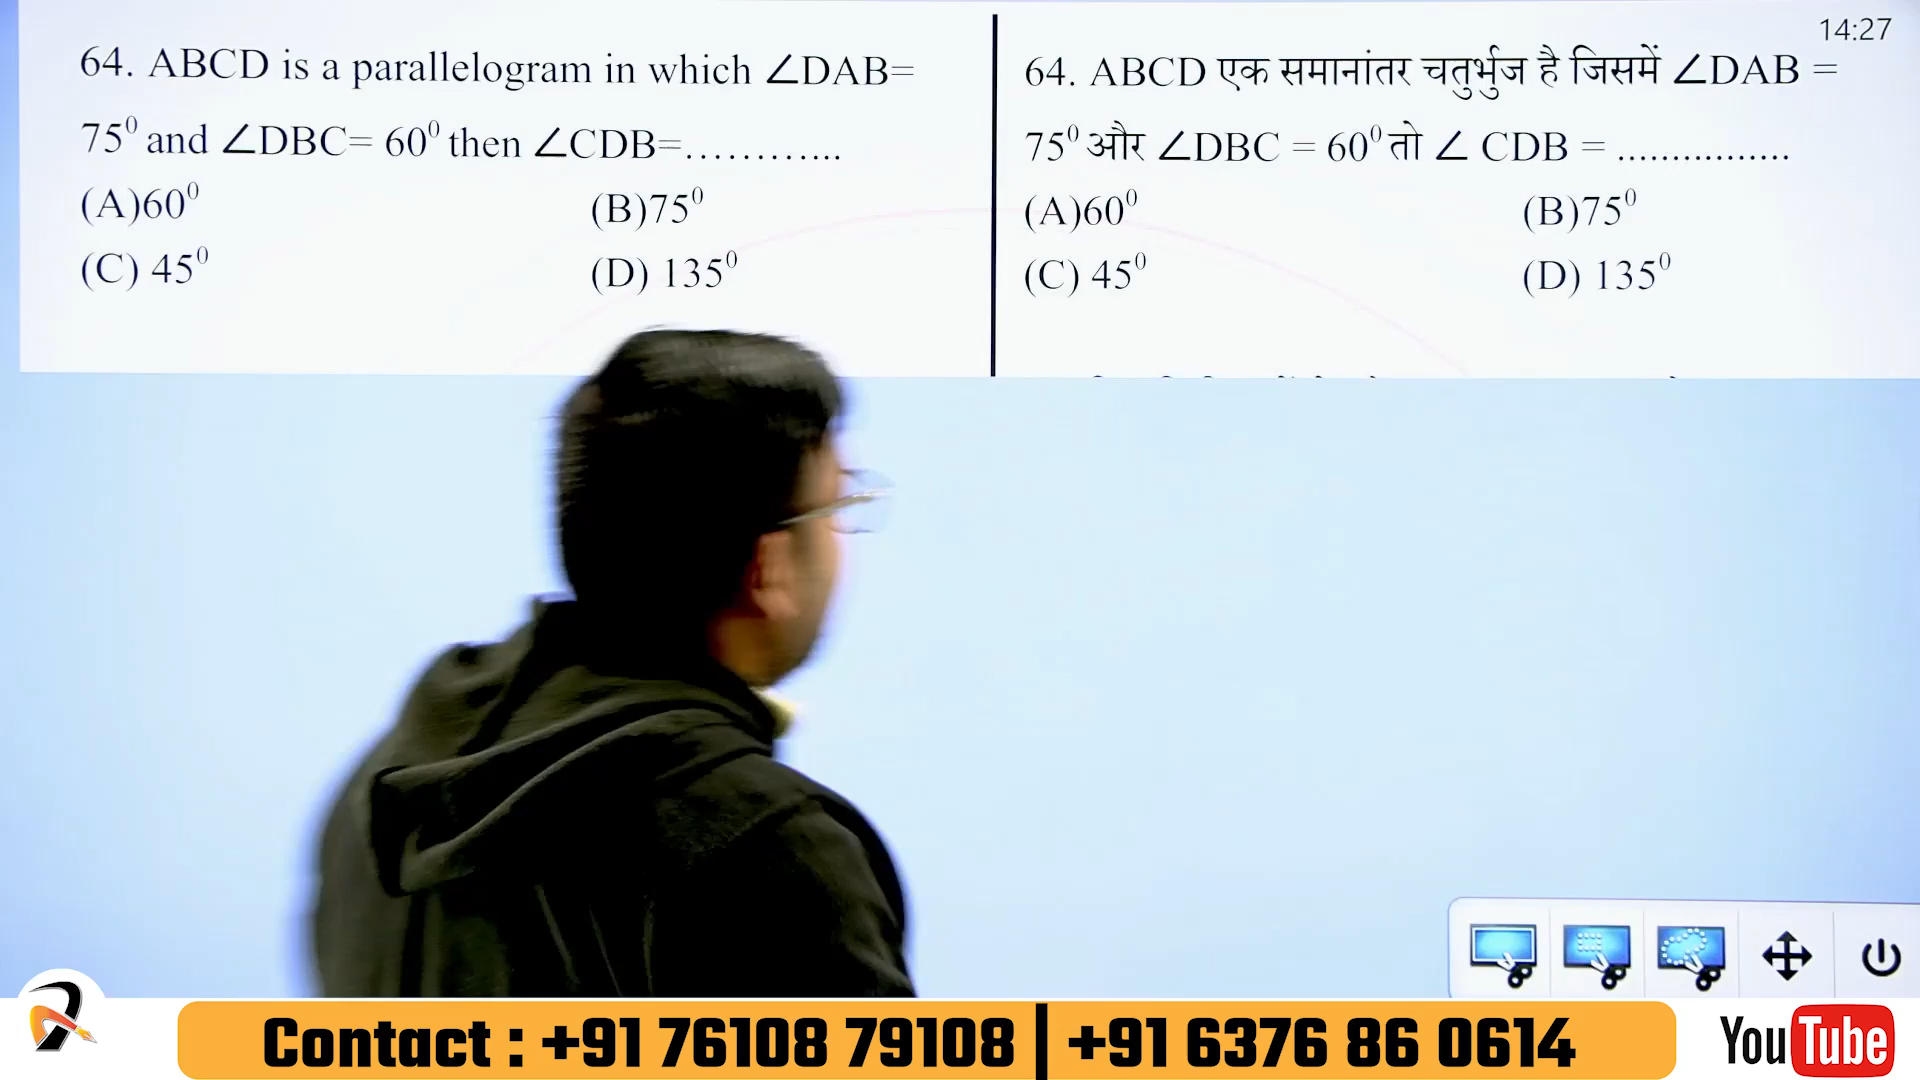 14:27
64. ABCD is a parallelogram in which ∠DAB=
75⁰ and ∠DBC= 60⁰ then ∠CDB=............
(A)60⁰ (B)75⁰
(C) 45⁰ (D) 135⁰
64. ABCD एक समानांतर चतुर्भुज है जिसमें ∠DAB =
75⁰ और ∠DBC = 60⁰ तो ∠ CDB = ................
(A)60⁰ (B)75⁰
(C) 45⁰ (D) 135⁰
Contact : +91 76108 79108 | +91 6376 86 0614
YouTube